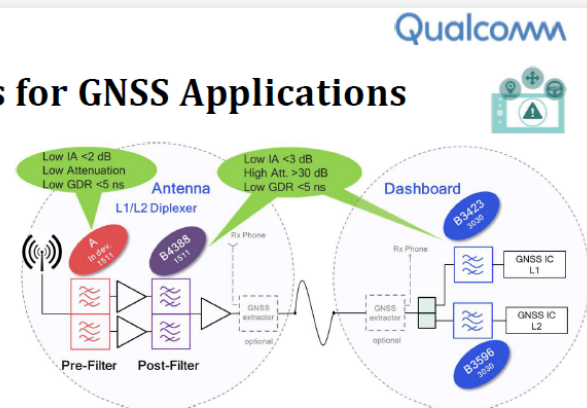 Qualcomm
s for GNSS Applications
Low IA <2 dB
Low Attenuation
Low GDR <5 ns
Low IA <3 dB
High Att. >30 dB
Low GDR <5 ns
Antenna
L1/L2 Diplexer
Dashboard
A
In dev.
1511
B4388
1511
Rx Phone
Rx Phone
B3423
3030
GNSS IC
L1
GNSS
extractor
GNSS
extractor
GNSS IC
L2
optional
optional
Pre-Filter
Post-Filter
B3596
3030